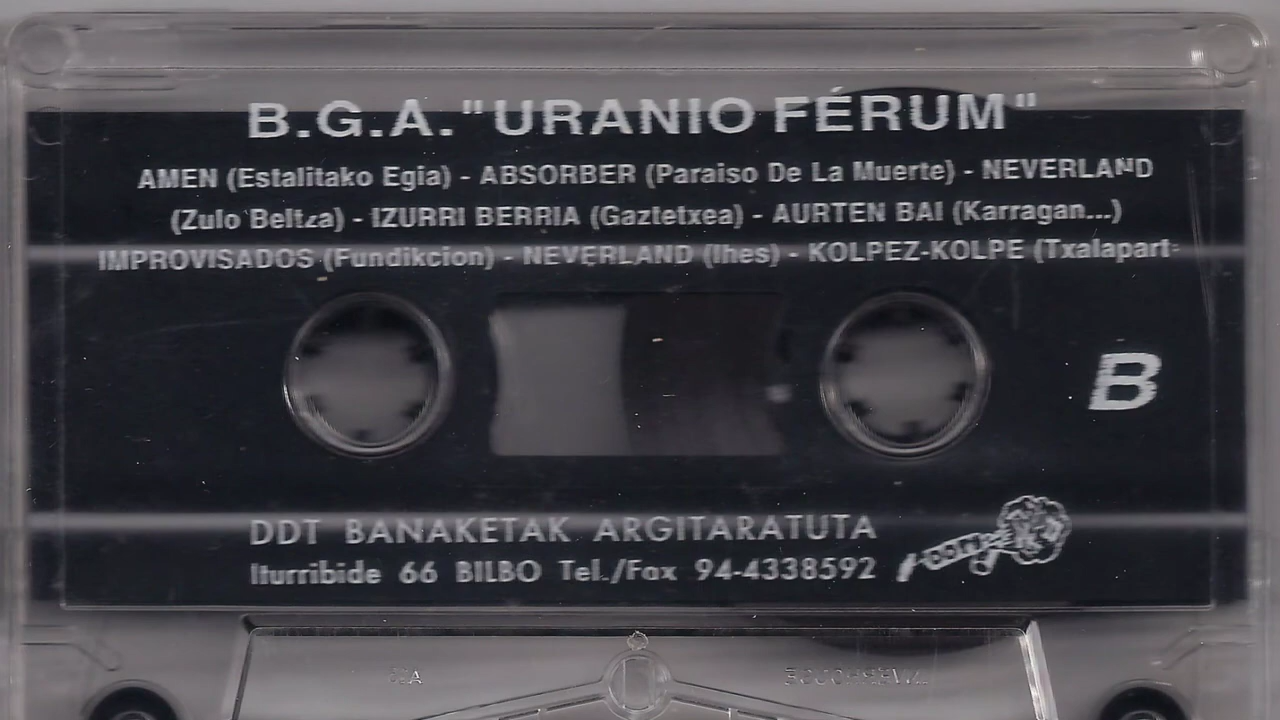 B.G.A. "URANIO FÉRUM"
AMEN (Estalitako Egia) - ABSORBER (Paraiso De La Muerte) - NEVERLAND
(Zulo Beltza) - IZURRI BERRIA (Gaztetxea) - AURTEN BAI (Karragan...)
IMPROVISADOS (Fundikcion) - NEVERLAND (Ihes) - KOLPEZ-KOLPE (Txalapart
B
DDT BANAKETAK ARGITARATUTA
Iturribide 66 BILBO Tel./Fax 94-4338592